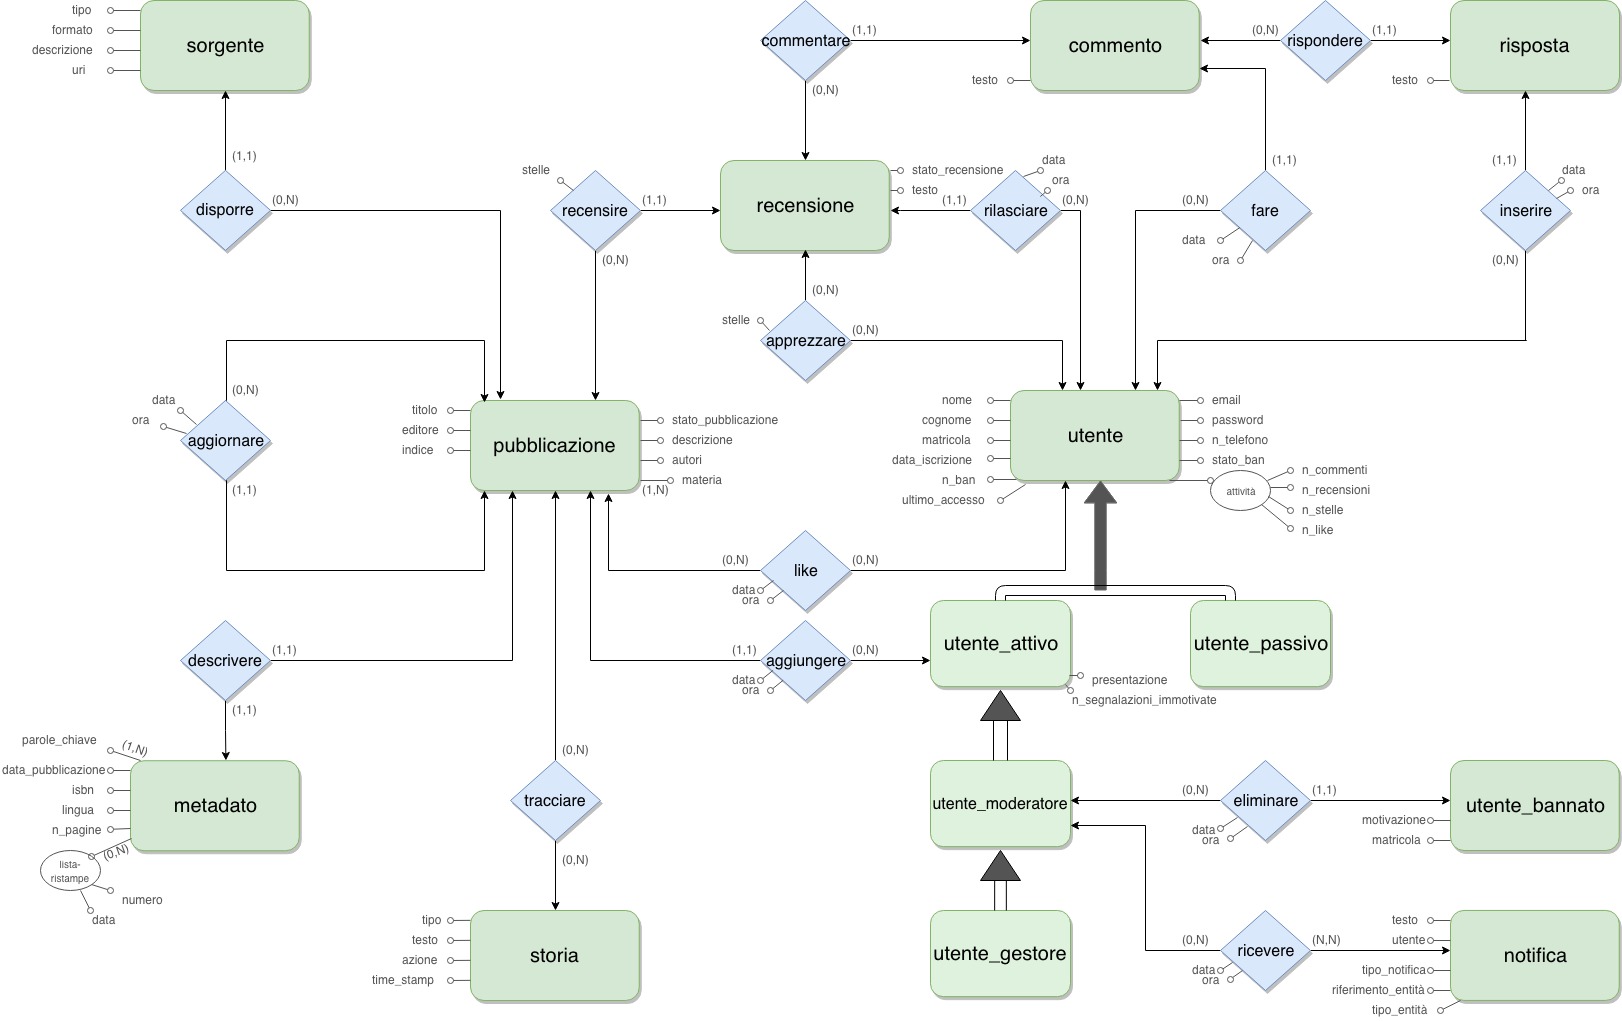 tipo
formato
descrizione
uri
sorgente
commentare
(1,1)
(0,N)
commento
testo
(0,N)
rispondere
(1,1)
risposta
testo
(1,1)
disporre
(0,N)
stelle
recensire
(1,1)
(0,N)
recensione
stato_recensione
testo
data
ora
(1,1)
rilasciare
(0,N)
(1,1)
(0,N)
fare
data
ora
(1,1)
data
ora
inserire
(0,N)
(0,N)
stelle
apprezzare
(0,N)
(0,N)
data
ora
aggiornare
(1,1)
titolo
editore
indice
pubblicazione
stato_pubblicazione
descrizione
autori
materia
(1,N)
nome
cognome
matricola
data_iscrizione
n_ban
ultimo_accesso
utente
email
password
n_telefono
stato_ban
attività
n_commenti
n_recensioni
n_stelle
n_like
(0,N)
like
(0,N)
data
ora
descrivere
(1,1)
(1,1)
(1,1)
aggiungere
(0,N)
data
ora
utente_attivo
utente_passivo
presentazione
n_segnalazioni_immotivate
parole_chiave
(1,N)
data_pubblicazione
isbn
lingua
n_pagine
metadato
(0,N)
lista-
ristampe
numero
data
(0,N)
tracciare
(0,N)
utente_moderatore
(0,N)
eliminare
(1,1)
data
ora
utente_bannato
motivazione
matricola
tipo
testo
azione
time_stamp
storia
utente_gestore
(0,N)
ricevere
(N,N)
data
ora
testo
utente
tipo_notifica
riferimento_entità
tipo_entità
notifica